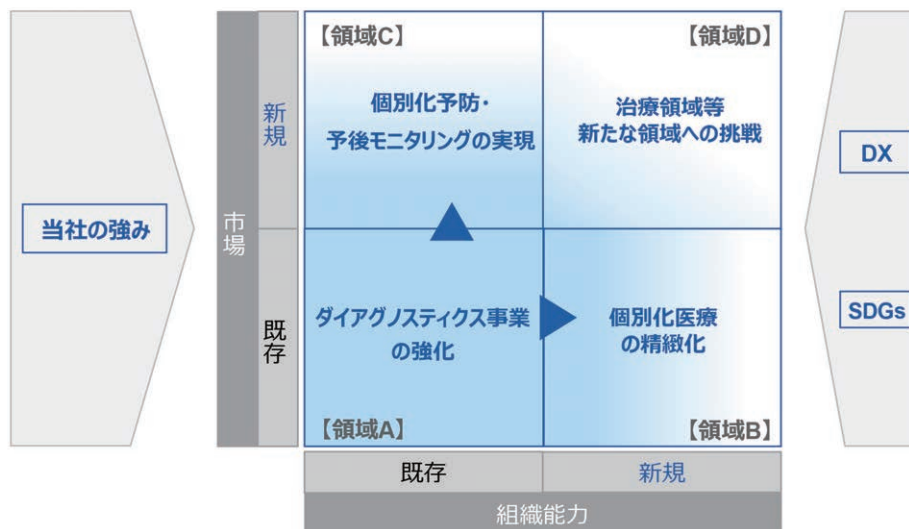 【領域C】
【領域D】
個別化予防・
予後モニタリングの実現
治療領域等
新たな領域への挑戦
新規
DX
当社の強み
市場
既存
ダイアグノスティクス事業
の強化
個別化医療
の精緻化
SDGs
【領域A】
【領域B】
既存
新規
組織能力